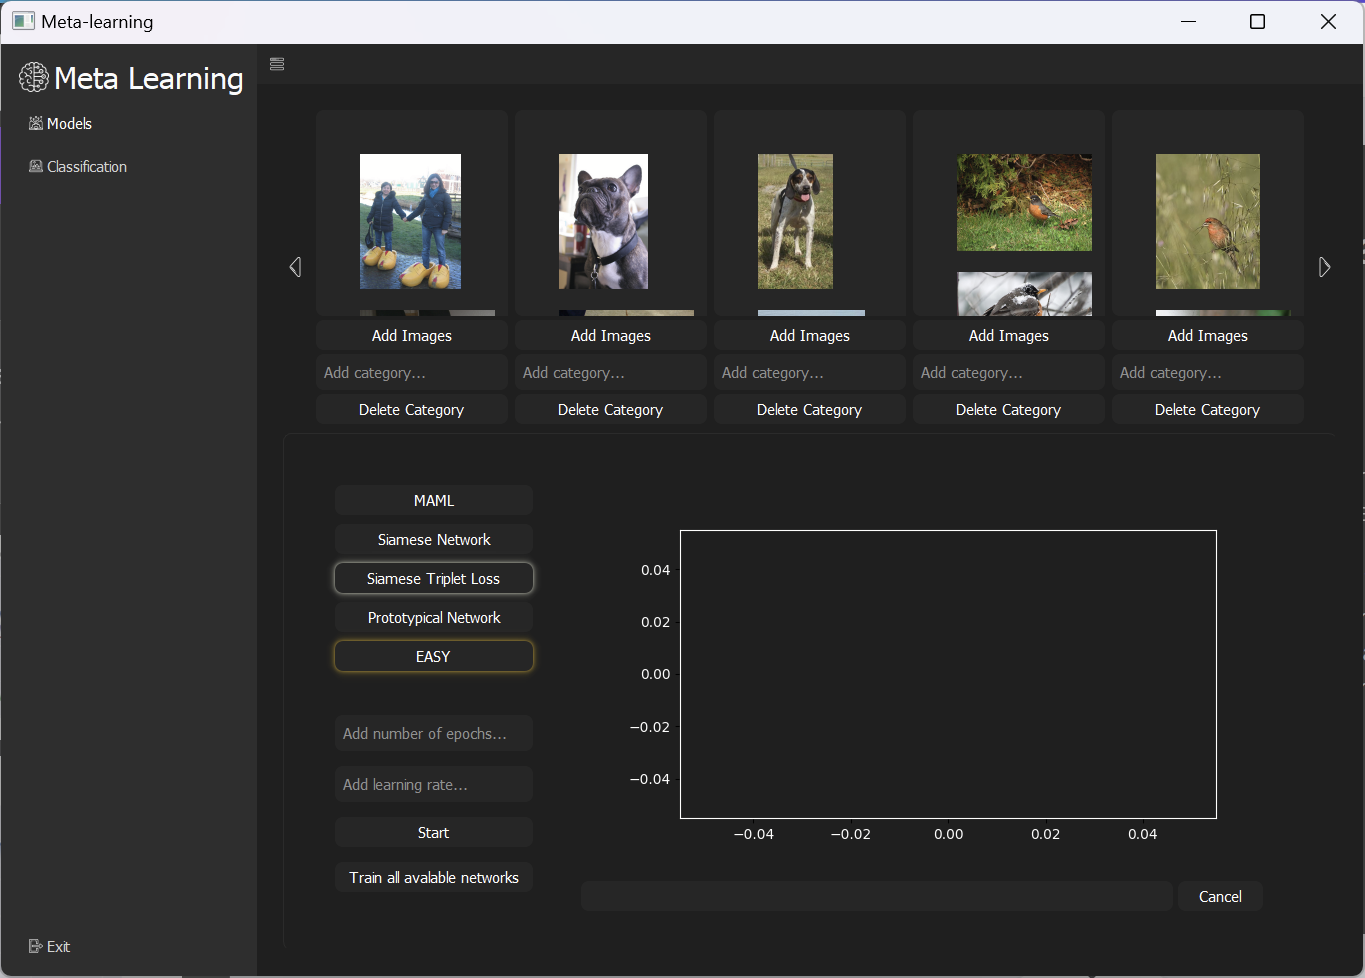 Meta-learning
Meta Learning
Models
Classification
Add Images Add Images Add Images Add Images Add Images
Add category... Add category... Add category... Add category... Add category...
Delete Category Delete Category Delete Category Delete Category Delete Category
MAML
Siamese Network
Siamese Triplet Loss
Prototypical Network
EASY
Add number of epochs...
Add learning rate...
Start
Train all avalable networks
0.04
0.02
0.00
−0.02
−0.04
−0.04 −0.02 0.00 0.02 0.04
Cancel
Exit